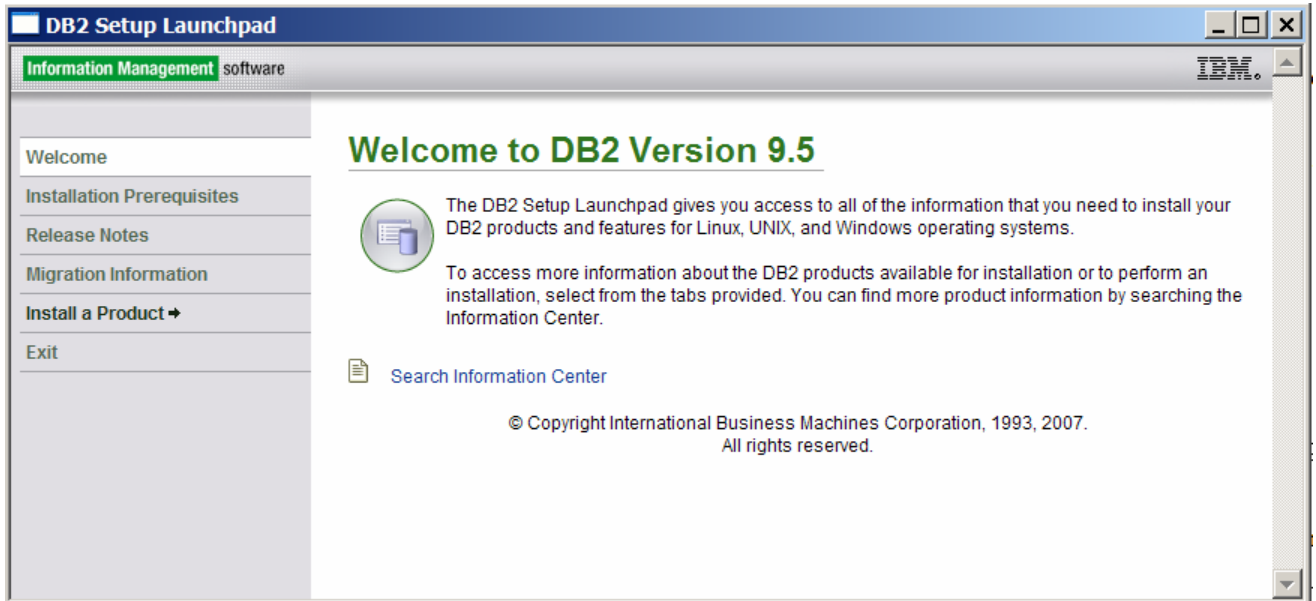 DB2 Setup Launchpad
Information Management software
IBM.
Welcome
Installation Prerequisites
Release Notes
Migration Information
Install a Product
Exit
Welcome to DB2 Version 9.5
The DB2 Setup Launchpad gives you access to all of the information that you need to install your
DB2 products and features for Linux, UNIX, and Windows operating systems.
To access more information about the DB2 products available for installation or to perform an
installation, select from the tabs provided. You can find more product information by searching the
Information Center.
Search Information Center
© Copyright International Business Machines Corporation, 1993, 2007.
All rights reserved.